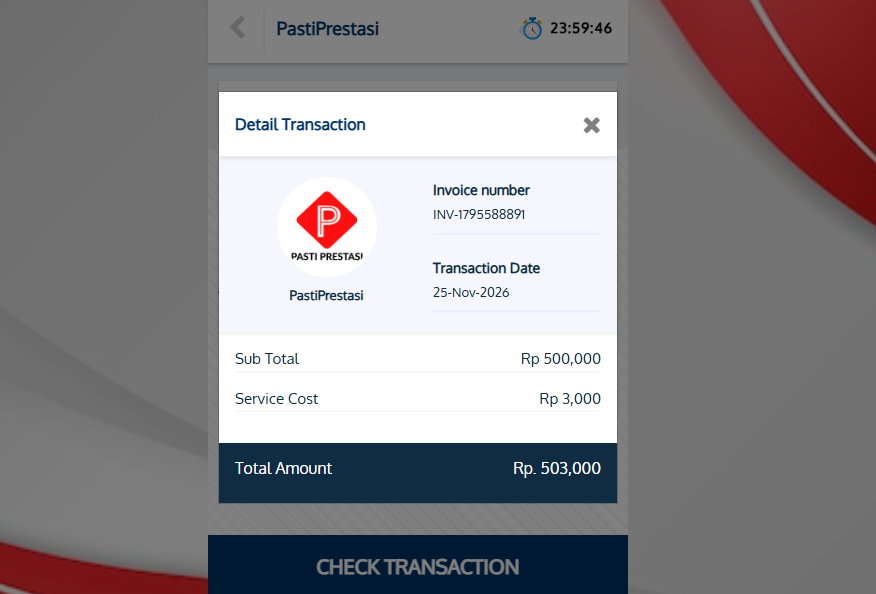 PastiPrestasi
23:59:46
Detail Transaction
P
PASTI PRESTASI
PastiPrestasi
Invoice number
INV-1795588891
Transaction Date
25-Nov-2026
Sub Total Rp 500,000
Service Cost Rp 3,000
Total Amount Rp. 503,000
CHECK TRANSACTION